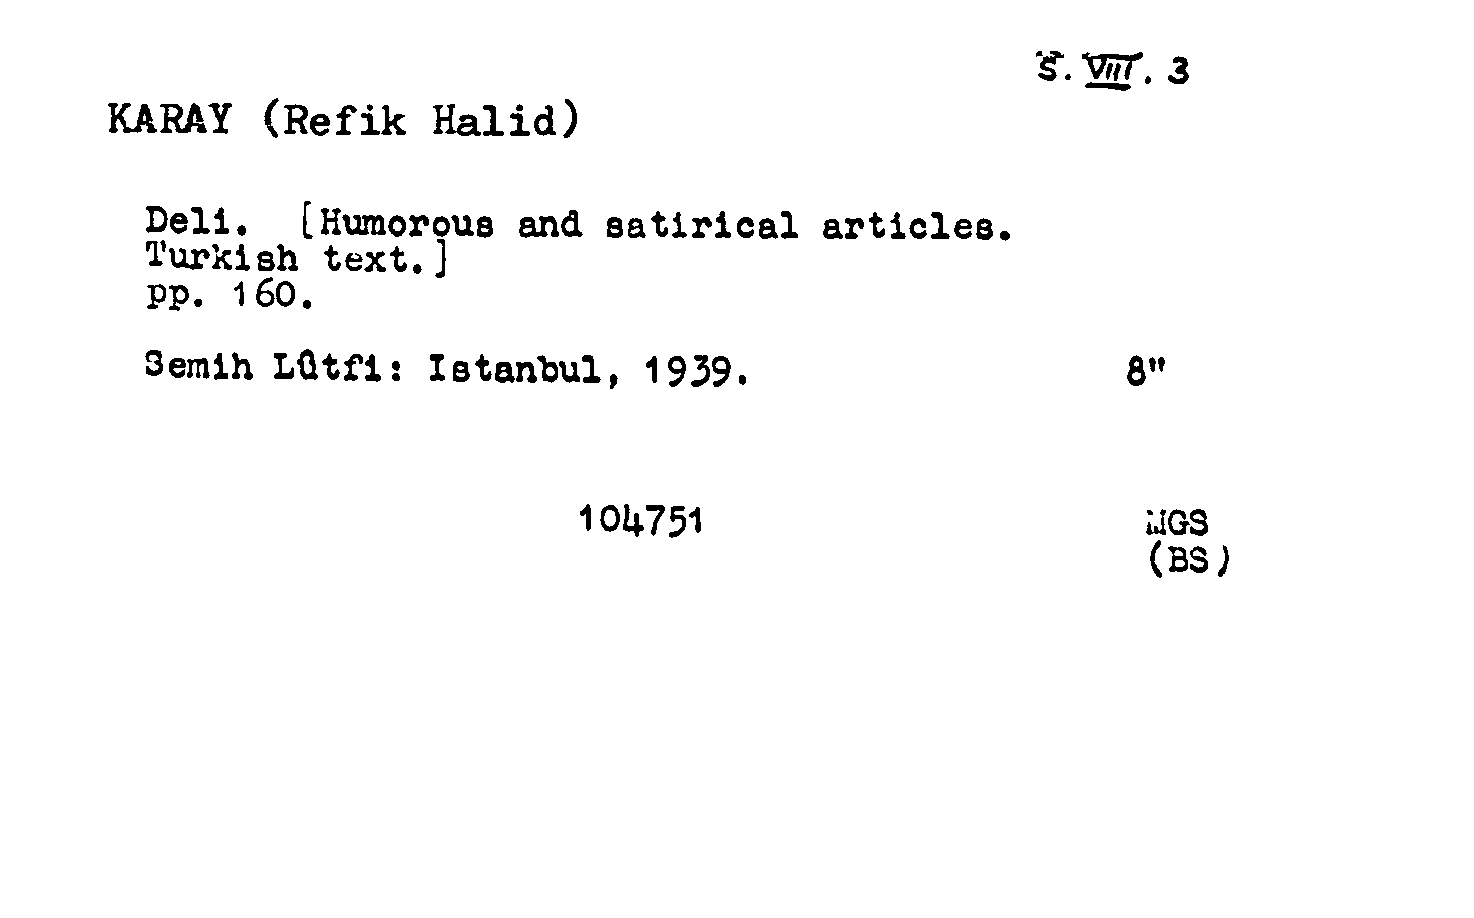 S. VIII. 3
KARAY (Refik Halid)
Deli. [Humorous and satirical articles.
Turkish text.]
pp. 160.
Semih Lûtfi: Istanbul, 1939. 8"
104751 WGS
(BS)